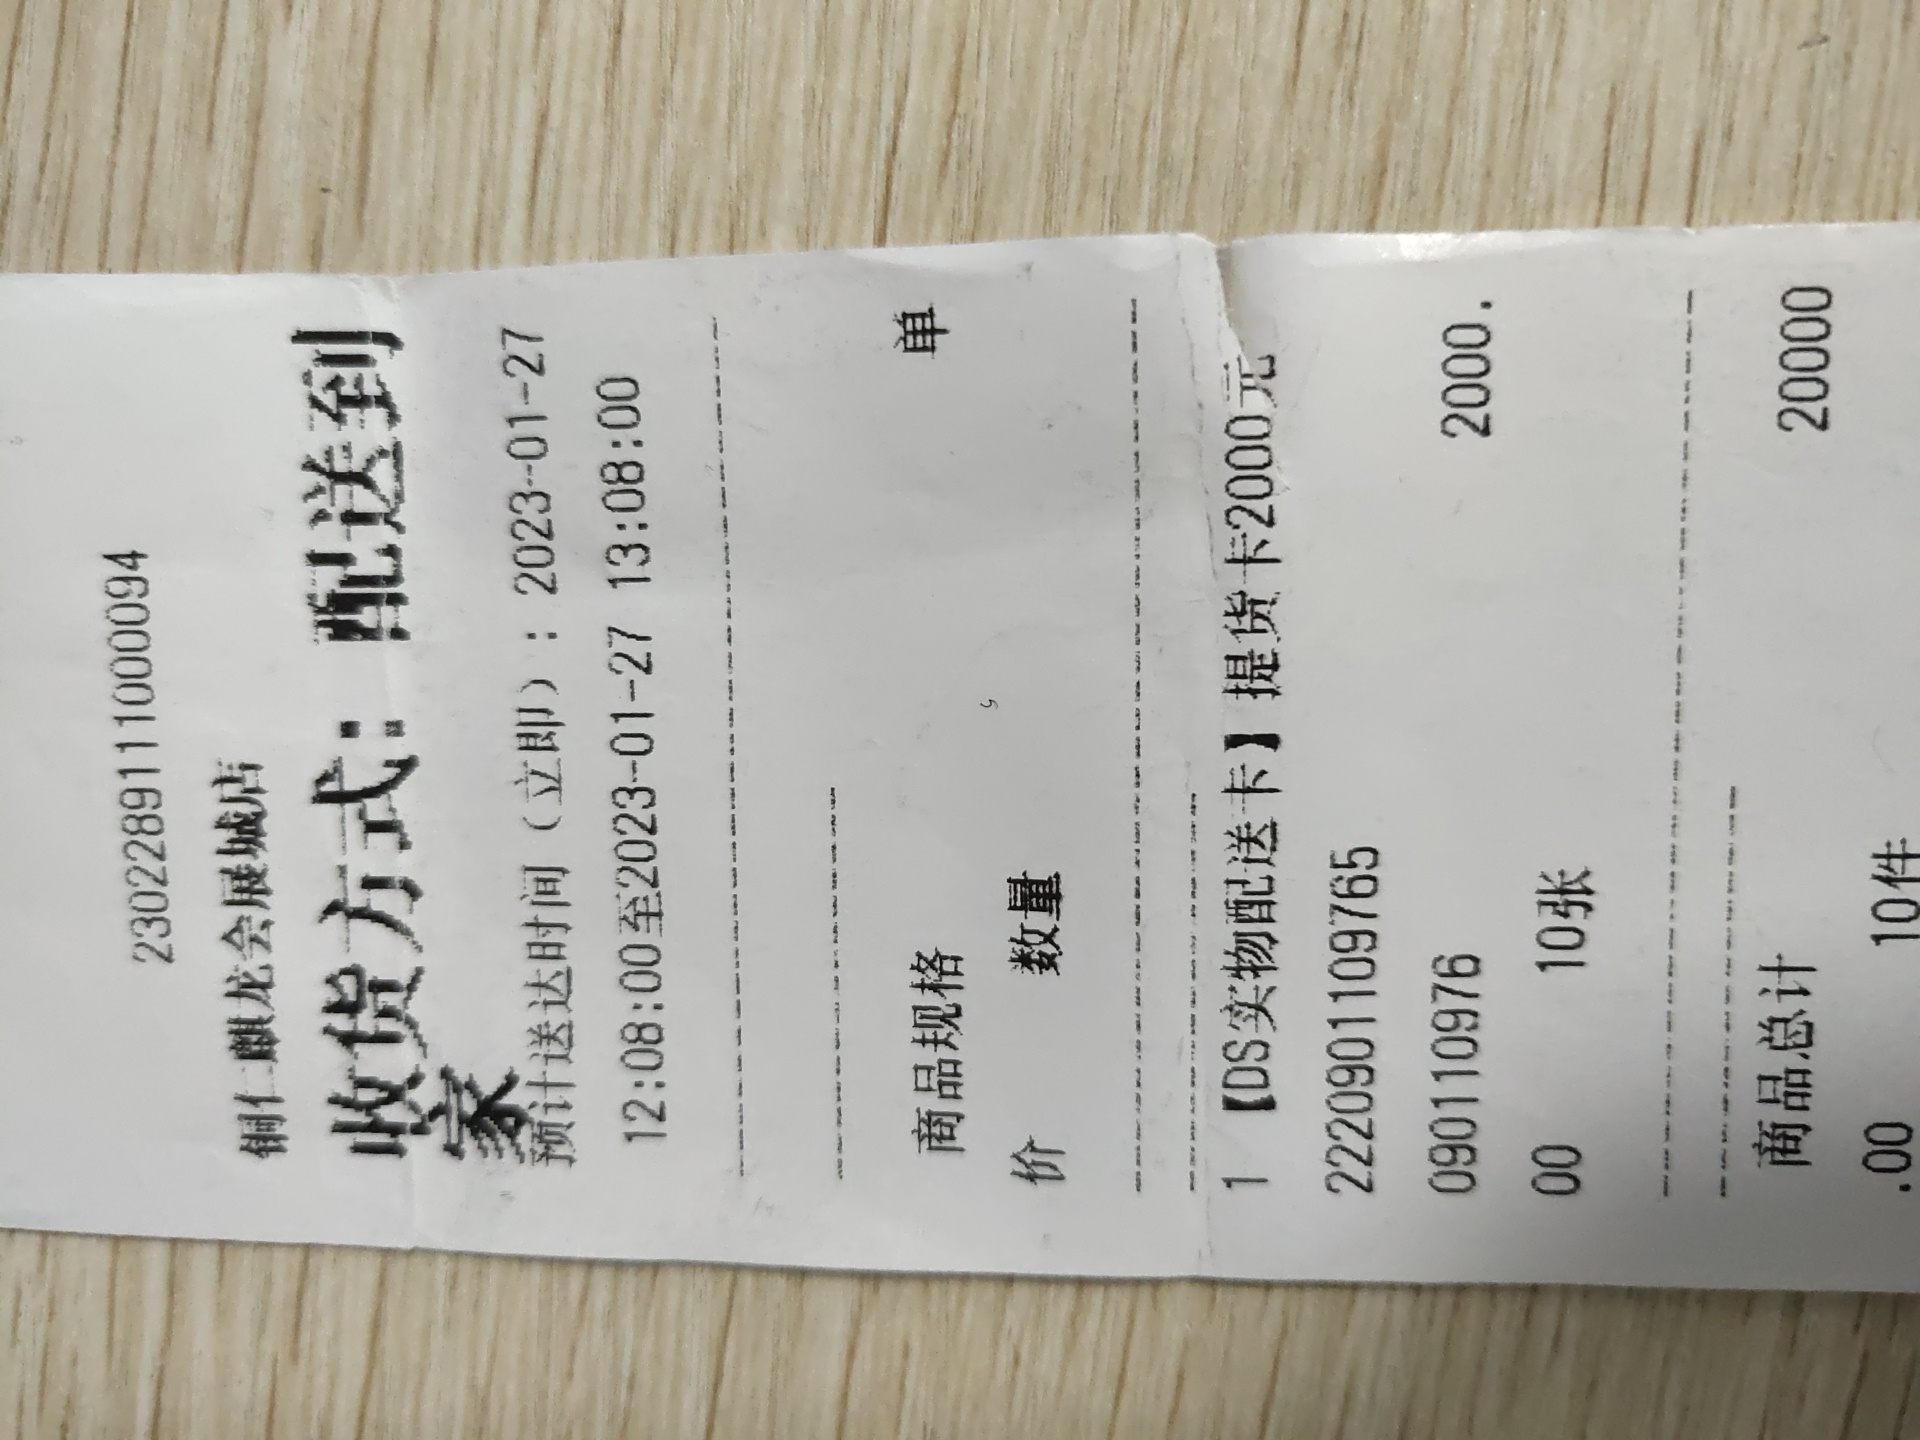 2302289111000094
铜仁麒龙会展城店
收货方式：配送到
家
预计送达时间（立即）：2023-01-27
12:08:00至2023-01-27 13:08:00
商品规格 单
价 数量
1 【DS实物配送卡】提货卡2000元
2220901109765
0901109976 2000.
00 10张
商品总计 20000
.00 10件